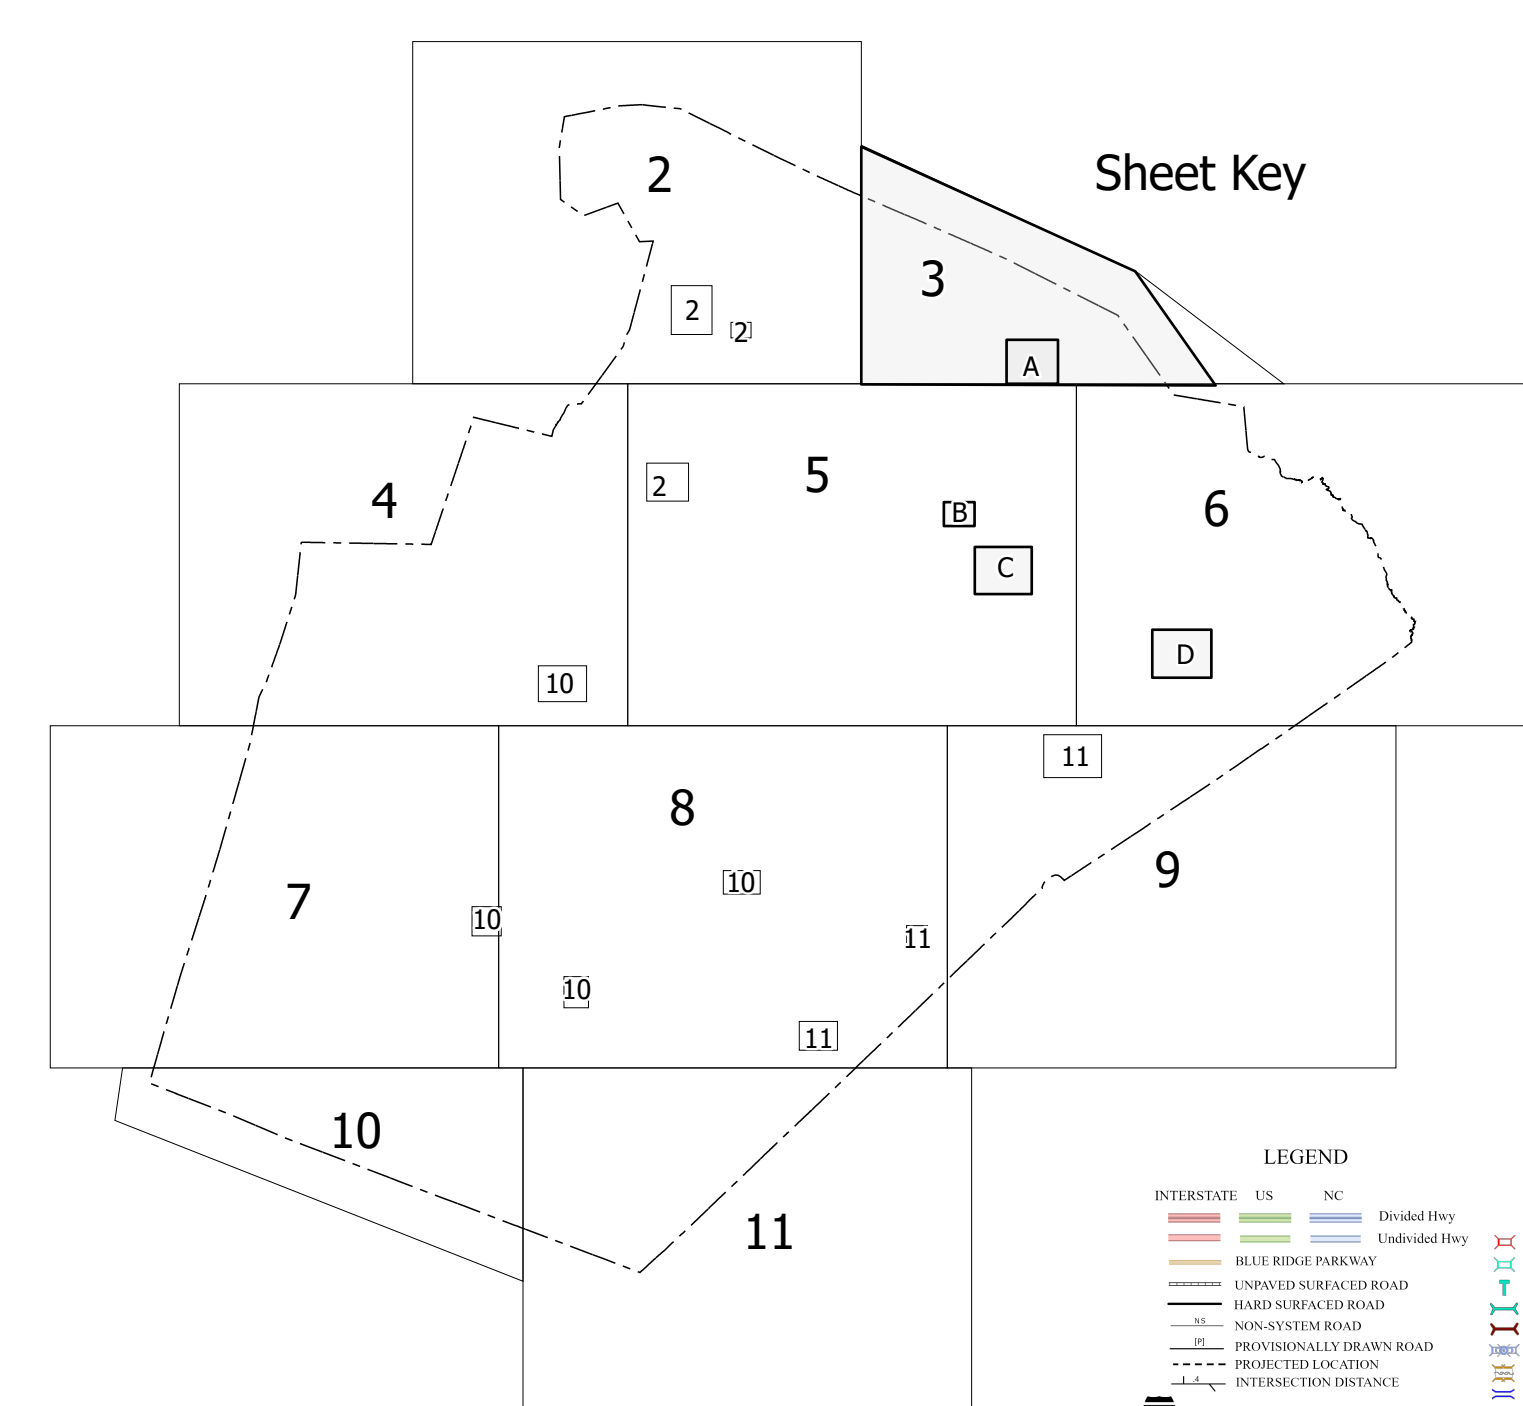 2
Sheet Key
3
2
[2]
A
4
2
5
B
6
C
D
10
11
8
7
9
10
10
11
10
11
10
11
LEGEND
INTERSTATE US NC
Divided Hwy
Undivided Hwy
BLUE RIDGE PARKWAY
UNPAVED SURFACED ROAD
HARD SURFACED ROAD
NS NON-SYSTEM ROAD
[P] PROVISIONALLY DRAWN ROAD
PROJECTED LOCATION
.4 INTERSECTION DISTANCE